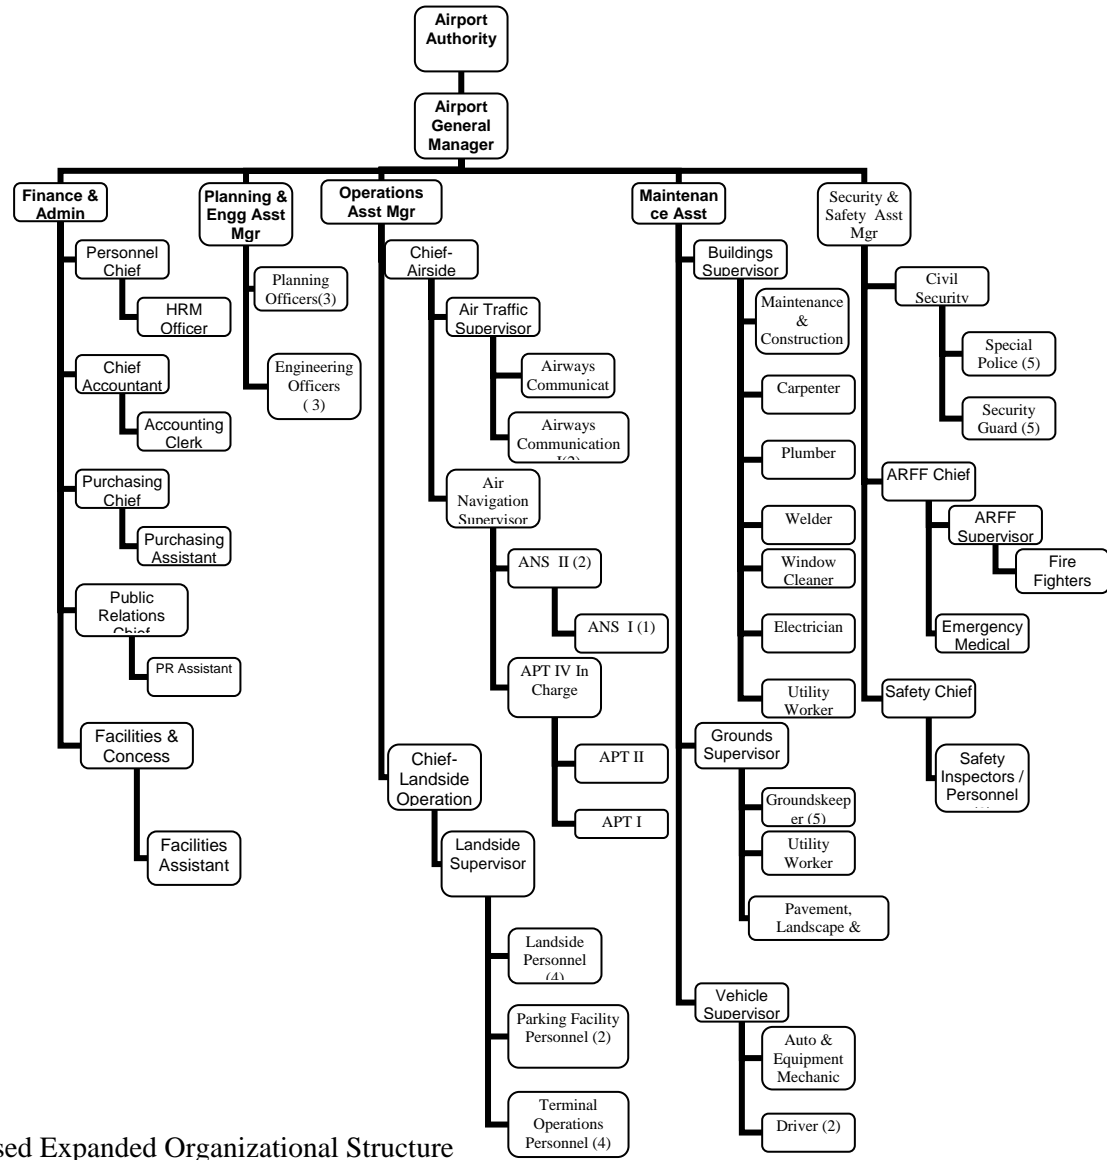 Airport
Authority
Airport
General
Manager
Finance &
Admin
Personnel
Chief
HRM
Officer
Chief
Accountant
Accounting
Clerk
Purchasing
Chief
Purchasing
Assistant
Public
Relations
Chief
PR Assistant
Facilities &
Concess
Facilities
Assistant
Planning &
Engg Asst
Mgr
Planning
Officers(3)
Engineering
Officers
( 3)
Operations
Asst Mgr
Chief-
Airside
Air Traffic
Supervisor
Airways
Communicat
Airways
Communication
I(2)
Air
Navigation
Supervisor
ANS II (2)
ANS I (1)
APT IV In
Charge
APT II
APT I
Chief-
Landside
Operation
Landside
Supervisor
Landside
Personnel
(4)
Parking Facility
Personnel (2)
Terminal
Operations
Personnel (4)
Maintenan
ce Asst
Buildings
Supervisor
Maintenance
&
Construction
Carpenter
Plumber
Welder
Window
Cleaner
Electrician
Utility
Worker
Grounds
Supervisor
Groundskeep
er (5)
Utility
Worker
Pavement,
Landscape &
Vehicle
Supervisor
Auto &
Equipment
Mechanic
Driver (2)
Security &
Safety Asst
Mgr
Civil
Security
Special
Police (5)
Security
Guard (5)
ARFF Chief
ARFF
Supervisor
Fire
Fighters
Emergency
Medical
Safety Chief
Safety
Inspectors /
Personnel
sed Expanded Organizational Structure